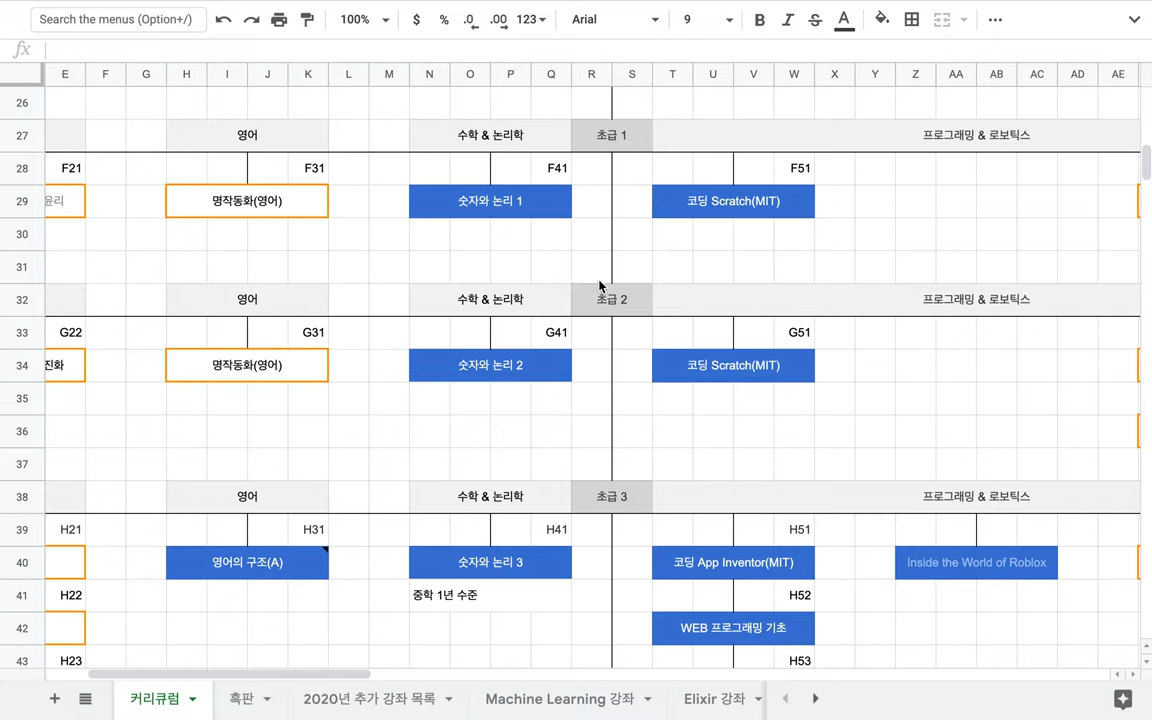 Search the menus (Option+/) 100% $ % .0 .00 123 Arial 9 B I S A
fx
E F G H I J K L M N O P Q R S T U V W X Y Z AA AB AC AD AE
26
27 영어 수학 & 논리학 초급 1 프로그래밍 & 로보틱스
28 F21 F31 F41 F51
29 윤리 명작동화(영어) 숫자와 논리 1 코딩 Scratch(MIT)
30
31
32 영어 수학 & 논리학 초급 2 프로그래밍 & 로보틱스
33 G22 G31 G41 G51
34 진화 명작동화(영어) 숫자와 논리 2 코딩 Scratch(MIT)
35
36
37
38 영어 수학 & 논리학 초급 3 프로그래밍 & 로보틱스
39 H21 H31 H41 H51
40 영어의 구조(A) 숫자와 논리 3 코딩 App Inventor(MIT) Inside the World of Roblox
41 H22 중학 1년 수준 H52
42 WEB 프로그래밍 기초
43 H23 H53
커리큐럼 흑판 2020년 추가 강좌 목록 Machine Learning 강좌 Elixir 강좌